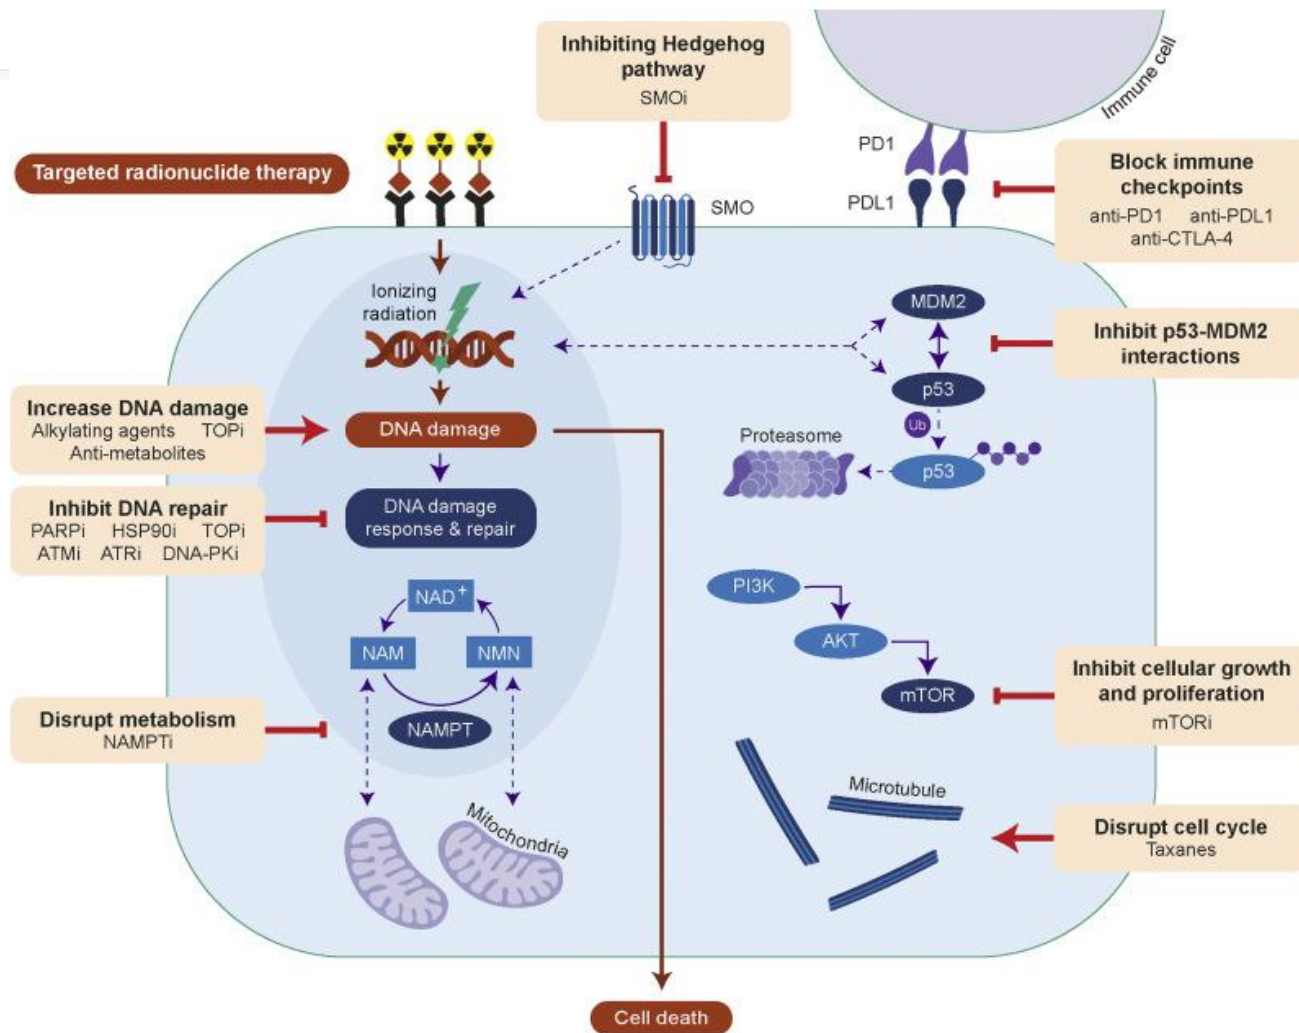 Inhibiting Hedgehog
pathway
SMOi
Immune cell
Targeted radionuclide therapy
PD1
PDL1
SMO
Block immune
checkpoints
anti-PD1 anti-PDL1
anti-CTLA-4
Ionizing
radiation
MDM2
Inhibit p53-MDM2
interactions
p53
Increase DNA damage
Alkylating agents TOPi
Anti-metabolites
DNA damage
Ub
Proteasome
p53
Inhibit DNA repair
PARPi HSP90i TOPi
ATMi ATRi DNA-PKi
DNA damage
response & repair
NAD+
NAM
NMN
NAMPT
PI3K
AKT
mTOR
Inhibit cellular growth
and proliferation
mTORi
Disrupt metabolism
NAMPTi
Mitochondria
Microtubule
Disrupt cell cycle
Taxanes
Cell death